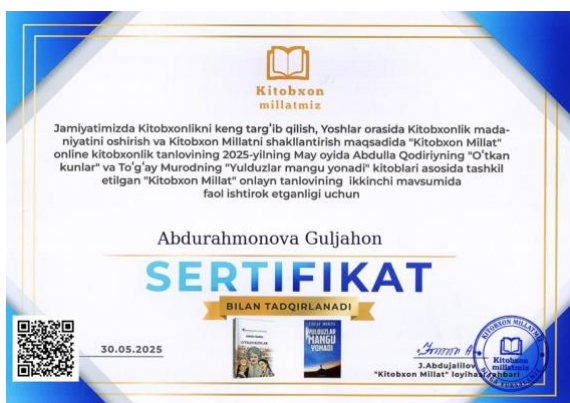 Kitobxon
millatmiz
Jamiyatimizda Kitobxonlikni keng targ'ib qilish, Yoshlar orasida Kitobxonlik mada-
niyatini oshirish va Kitobxon Millatni shakllantirish maqsadida "Kitobxon Millat"
online kitobxonlik tanlovining 2025-yilning May oyida Abdulla Qodiriyning "O'tkan
kunlar" va To'g'ay Murodning "Yulduzlar mangu yonadi" kitoblari asosida tashkil
etilgan "Kitobxon Millat" onlayn tanlovining ikkinchi mavsumida
faol ishtirok etganligi uchun
Abdurahmonova Guljahon
SERTIFIKAT
BILAN TADQIRLANADI
YULDUZLAR
MANGU
YONADI
30.05.2025
J.Abdujalilov
"Kitobxon Millat" loyihasi rahbari
KITOBXON MILLATMIZ
Kitobxon
millatmiz